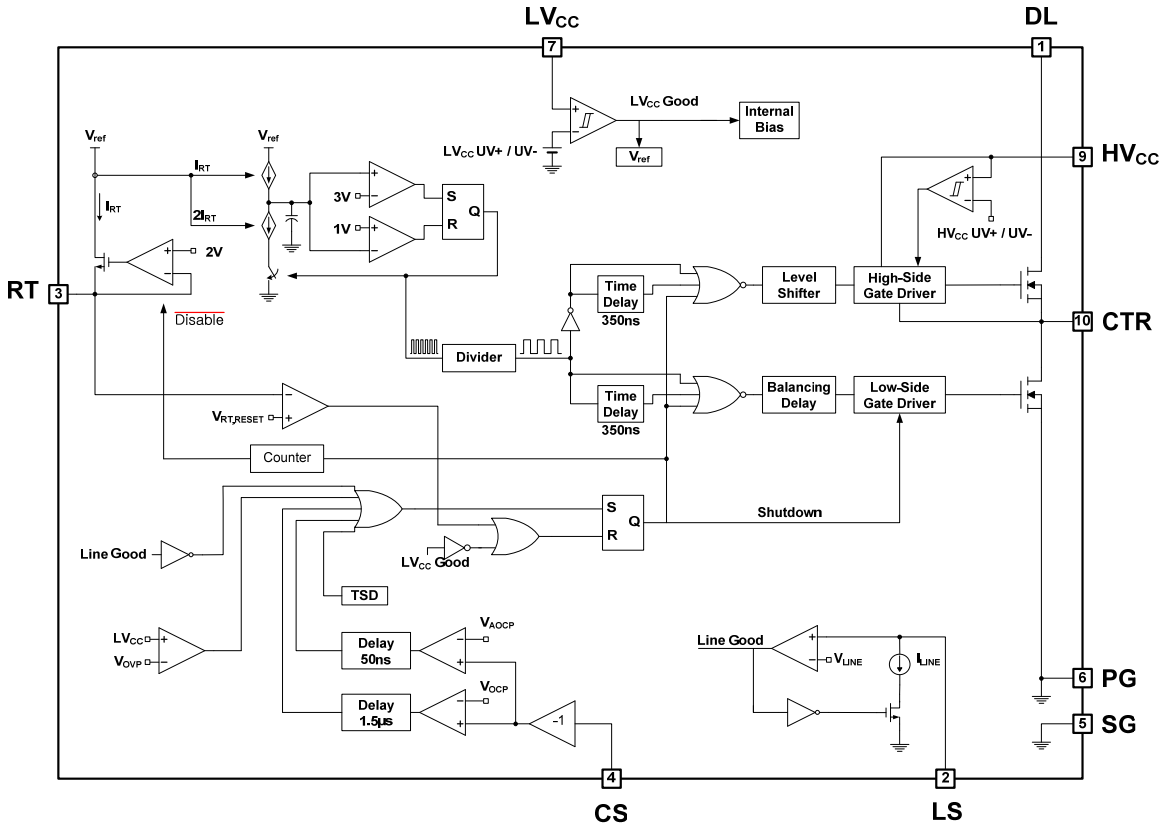 LVCC
DL
7
1
LVCC Good
Internal
Bias
Vref
LVCC UV+ / UV-
Vref
Vref
IRT
IRT
2IRT
3V
1V
S
R
Q
+
-
HVCC
9
HVCC UV+ / UV-
2V
RT
3
Disable
Time
Delay
350ns
Level
Shifter
High-Side
Gate Driver
10
CTR
Divider
Time
Delay
350ns
Balancing
Delay
Low-Side
Gate Driver
VRT,RESET
Counter
S
R
Q
Shutdown
Line Good
LVCC
Good
TSD
LVCC
VOVP
Delay
50ns
VAOCP
Delay
1.5µs
VOCP
-1
Line Good
VLINE
ILINE
6
PG
5
SG
4
CS
2
LS